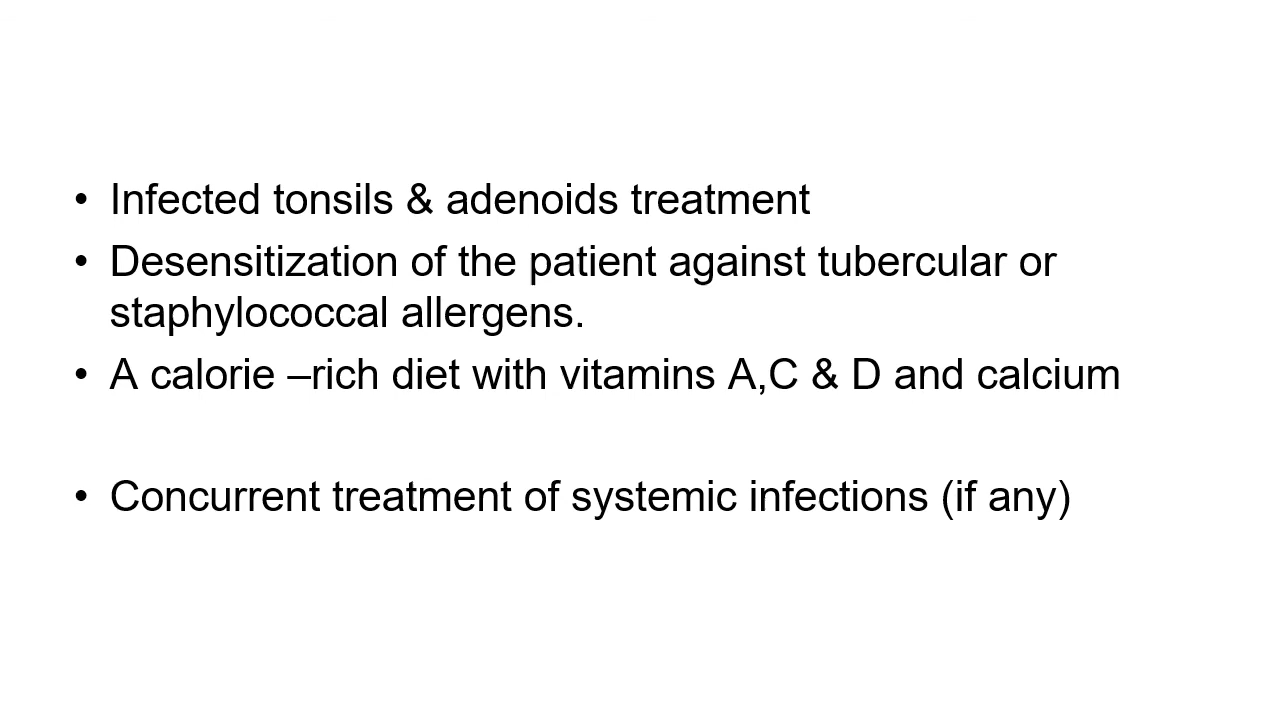 • Infected tonsils & adenoids treatment
• Desensitization of the patient against tubercular or
staphylococcal allergens.
• A calorie –rich diet with vitamins A,C & D and calcium
• Concurrent treatment of systemic infections (if any)